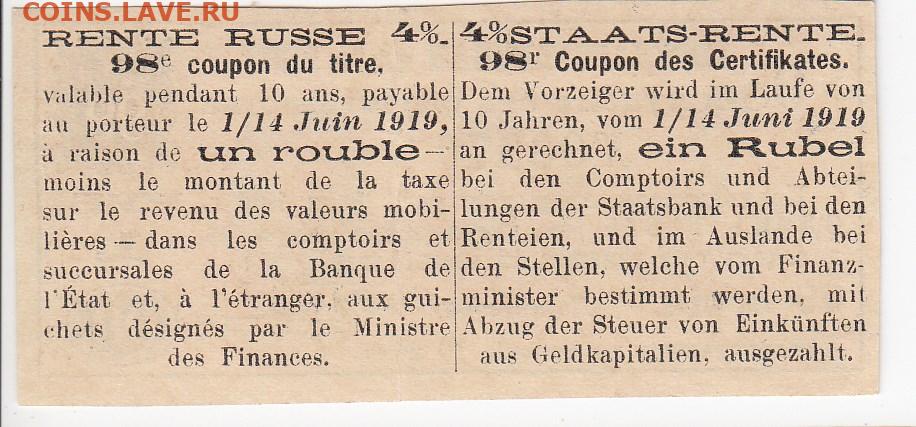 COINS.LAVE.RU
RENTE RUSSE 4%.
98e coupon du titre,
valable pendant 10 ans, payable
au porteur le 1/14 Juin 1919,
à raison de un rouble—
moins le montant de la taxe
sur le revenu des valeurs mobi-
lières — dans les comptoirs et
succursales de la Banque de
l'État et, à l'étranger, aux gui-
chets désignés par le Ministre
des Finances.
4% STAATS-RENTE.
98r Coupon des Certifikates.
Dem Vorzeiger wird im Laufe von
10 Jahren, vom 1/14 Juni 1919
an gerechnet, ein Rubel
bei den Comptoirs und Abtei-
lungen der Staatsbank und bei den
Renteien, und im Auslande bei
den Stellen, welche vom Finanz-
minister bestimmt werden, mit
Abzug der Steuer von Einkünften
aus Geldkapitalien, ausgezahlt.